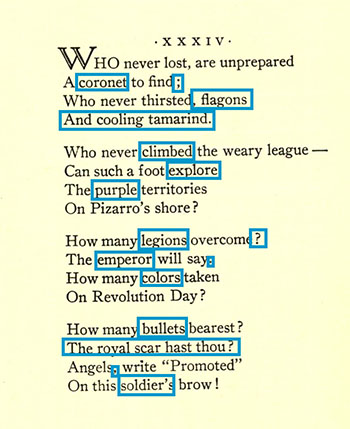 ·XXXIV·
WHO never lost, are unprepared
A coronet to find;
Who never thirsted, flagons
And cooling tamarind.
Who never climbed the weary league—
Can such a foot explore
The purple territories
On Pizarro's shore?
How many legions overcome?
The emperor will say;
How many colors taken
On Revolution Day?
How many bullets bearest?
The royal scar hast thou?
Angels, write "Promoted"
On this soldier's brow!